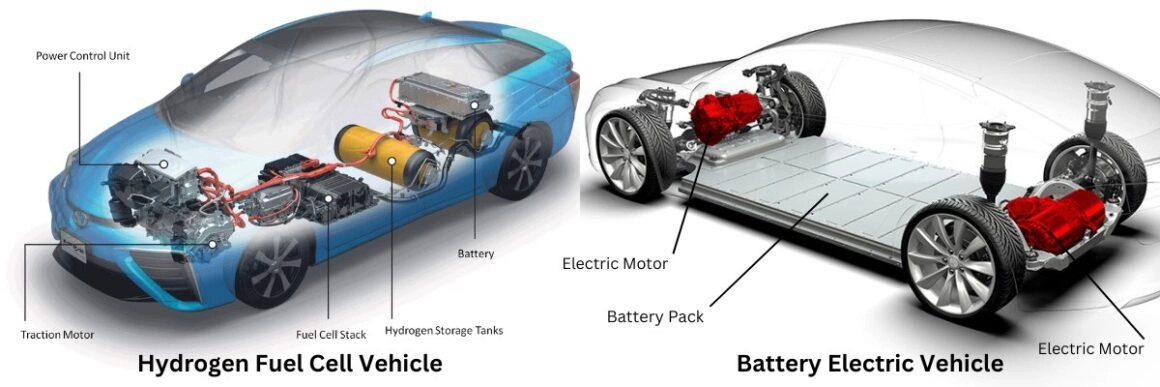 Power Control Unit
Battery
Traction Motor
Fuel Cell Stack
Hydrogen Storage Tanks
Hydrogen Fuel Cell Vehicle
Electric Motor
Battery Pack
Electric Motor
Battery Electric Vehicle